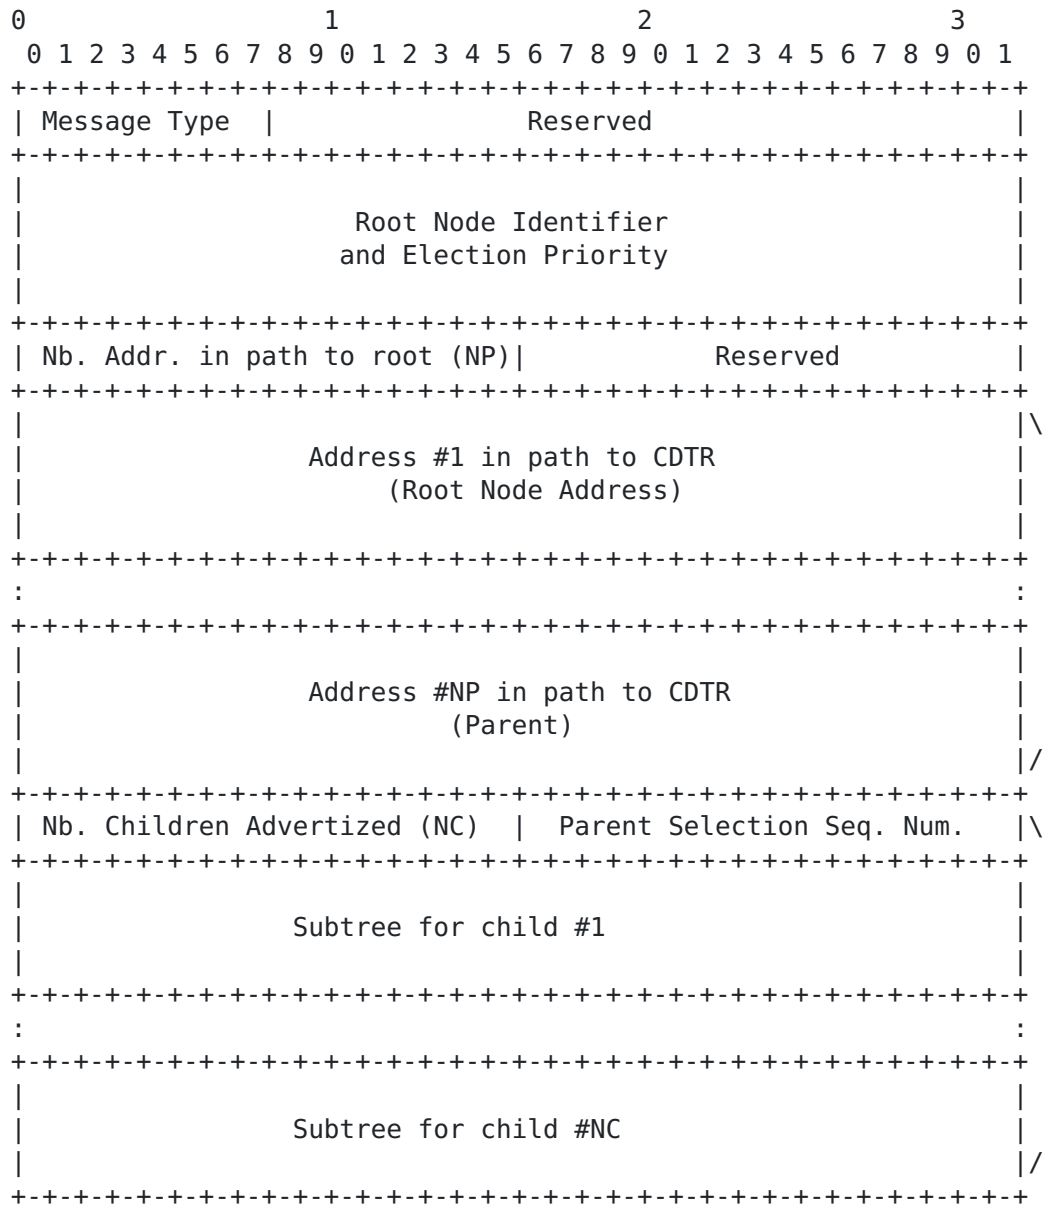 0                   1                   2                   3
 0 1 2 3 4 5 6 7 8 9 0 1 2 3 4 5 6 7 8 9 0 1 2 3 4 5 6 7 8 9 0 1
+-+-+-+-+-+-+-+-+-+-+-+-+-+-+-+-+-+-+-+-+-+-+-+-+-+-+-+-+-+-+-+-+
| Message Type  |                Reserved                       |
+-+-+-+-+-+-+-+-+-+-+-+-+-+-+-+-+-+-+-+-+-+-+-+-+-+-+-+-+-+-+-+-+
|                                                               |
|                     Root Node Identifier                      |
|                    and Election Priority                      |
|                                                               |
+-+-+-+-+-+-+-+-+-+-+-+-+-+-+-+-+-+-+-+-+-+-+-+-+-+-+-+-+-+-+-+-+
| Nb. Addr. in path to root (NP)|            Reserved           |
+-+-+-+-+-+-+-+-+-+-+-+-+-+-+-+-+-+-+-+-+-+-+-+-+-+-+-+-+-+-+-+-+
|                                                               |\
|                  Address #1 in path to CDTR                   |
|                       (Root Node Address)                     |
|                                                               |
+-+-+-+-+-+-+-+-+-+-+-+-+-+-+-+-+-+-+-+-+-+-+-+-+-+-+-+-+-+-+-+-+
:                                                               :
+-+-+-+-+-+-+-+-+-+-+-+-+-+-+-+-+-+-+-+-+-+-+-+-+-+-+-+-+-+-+-+-+
|                                                               |
|                  Address #NP in path to CDTR                  |
|                           (Parent)                            |
|                                                               |/
+-+-+-+-+-+-+-+-+-+-+-+-+-+-+-+-+-+-+-+-+-+-+-+-+-+-+-+-+-+-+-+-+
| Nb. Children Advertized (NC)  |  Parent Selection Seq. Num.   |\
+-+-+-+-+-+-+-+-+-+-+-+-+-+-+-+-+-+-+-+-+-+-+-+-+-+-+-+-+-+-+-+-+
|                                                               |
|                 Subtree for child #1                          |
|                                                               |
+-+-+-+-+-+-+-+-+-+-+-+-+-+-+-+-+-+-+-+-+-+-+-+-+-+-+-+-+-+-+-+-+
:                                                               :
+-+-+-+-+-+-+-+-+-+-+-+-+-+-+-+-+-+-+-+-+-+-+-+-+-+-+-+-+-+-+-+-+
|                                                               |
|                 Subtree for child #NC                         |
|                                                               |/
+-+-+-+-+-+-+-+-+-+-+-+-+-+-+-+-+-+-+-+-+-+-+-+-+-+-+-+-+-+-+-+-+